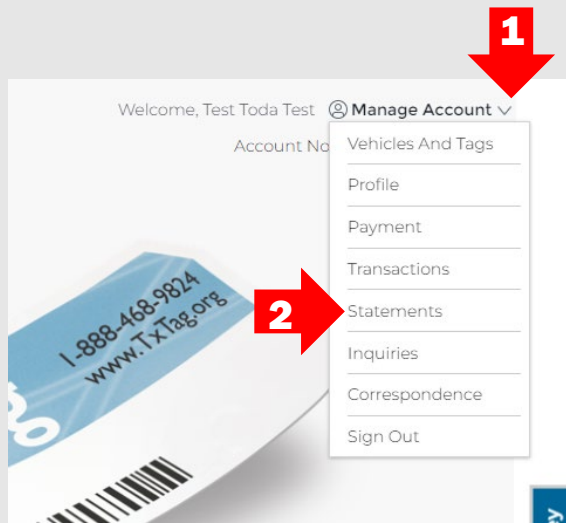 1
Welcome, Test Toda Test Manage Account
Account No
Vehicles And Tags
Profile
Payment
Transactions
2
Statements
Inquiries
Correspondence
Sign Out
1-888-468-9824
www.TxTag.org